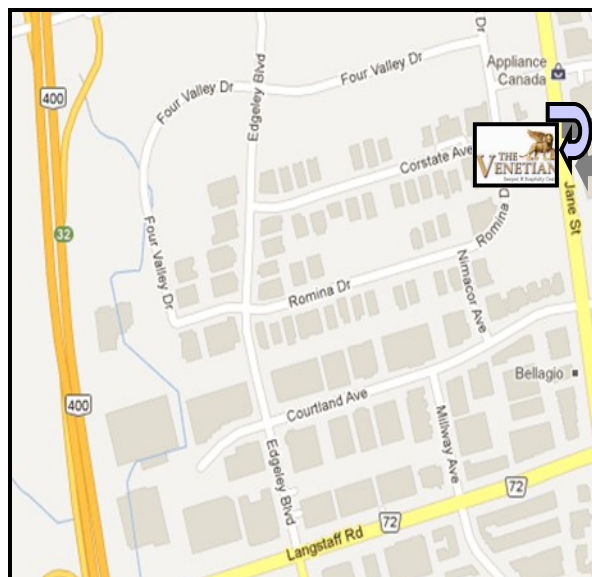 Dr
Edgeley Blvd
Four Valley Dr
Appliance
Canada
400
Four Valley Dr
Corstate Ave
THE
VENETIAN
Jane St
Four Valley Dr
32
Romina D
Romina Dr
Nimacor Ave
Bellagio
400
Courtland Ave
Millway Ave
Edgeley Blvd
72
72
Langstaff Rd